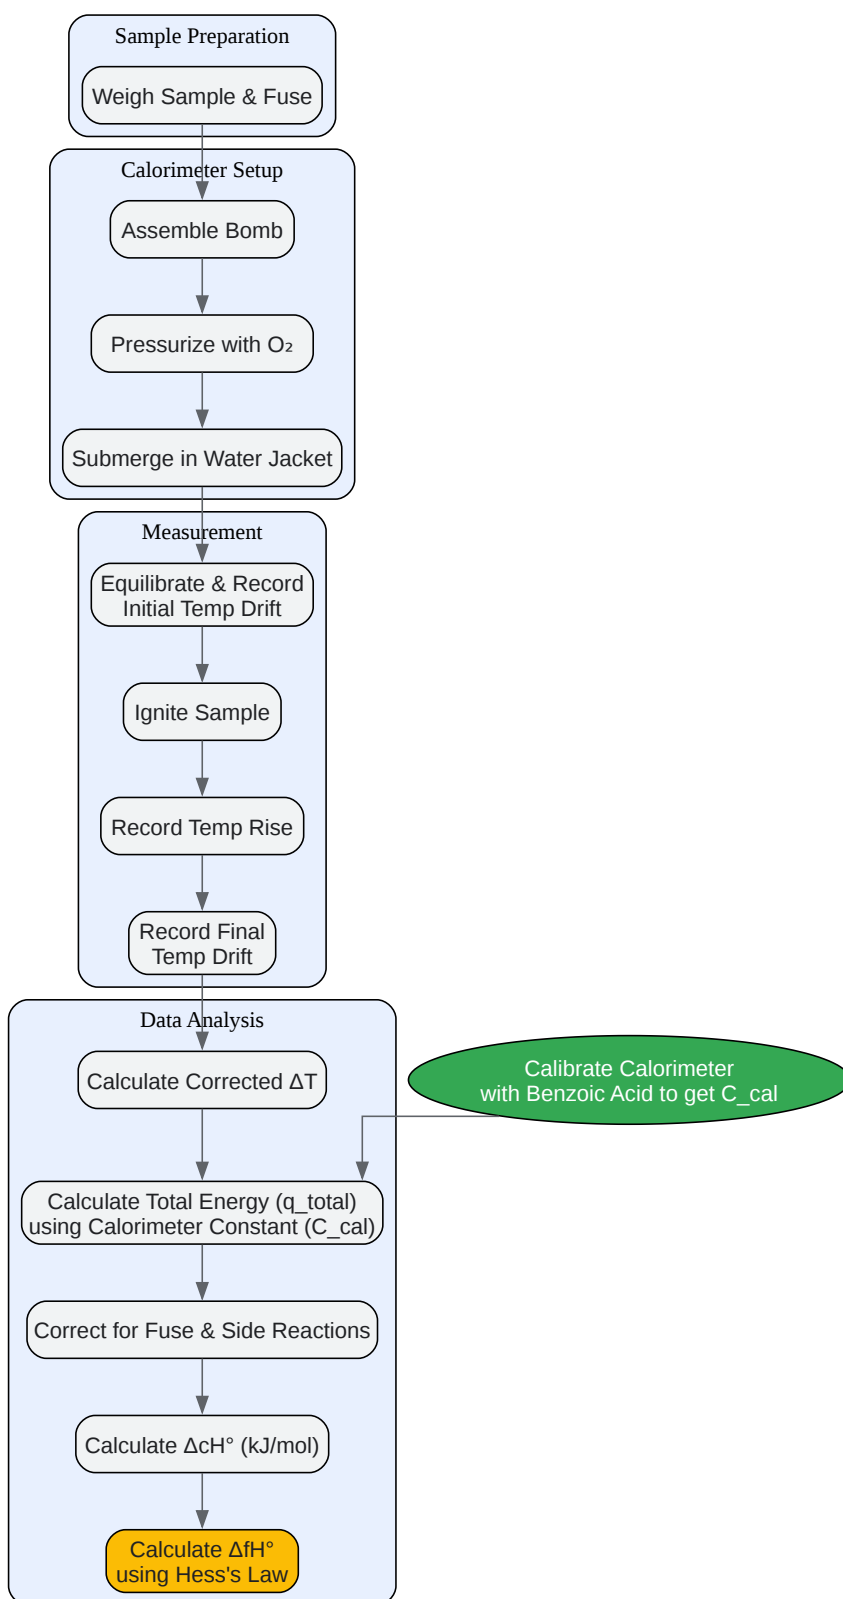 Sample Preparation
Weigh Sample & Fuse
Calorimeter Setup
Assemble Bomb
Pressurize with O₂
Submerge in Water Jacket
Measurement
Equilibrate & Record
Initial Temp Drift
Ignite Sample
Record Temp Rise
Record Final
Temp Drift
Data Analysis
Calculate Corrected ΔT
Calibrate Calorimeter
with Benzoic Acid to get C_cal
Calculate Total Energy (q_total)
using Calorimeter Constant (C_cal)
Correct for Fuse & Side Reactions
Calculate ΔcH° (kJ/mol)
Calculate ΔfH°
using Hess's Law